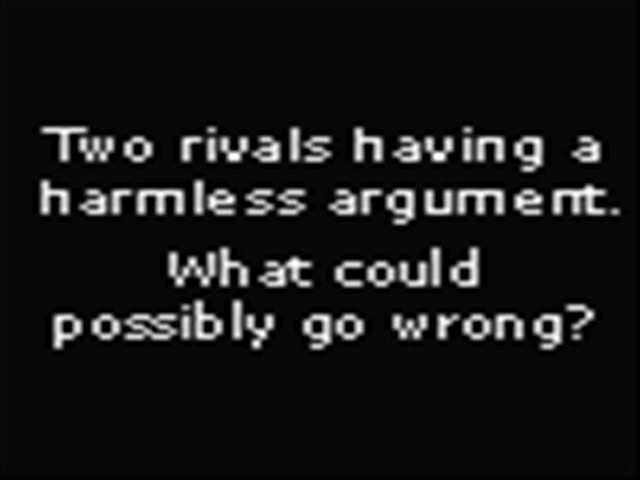 Two rivals having a
harmless argument.
What could
possibly go wrong?